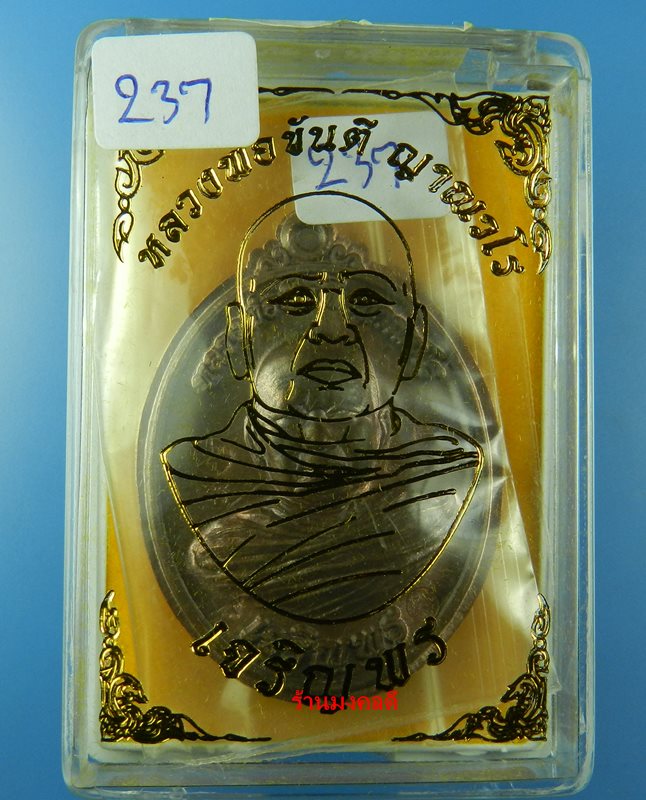 237
หลวงพ่อขันตี ญาณวโร
237
เจริญพร
ร้านมงคลดี